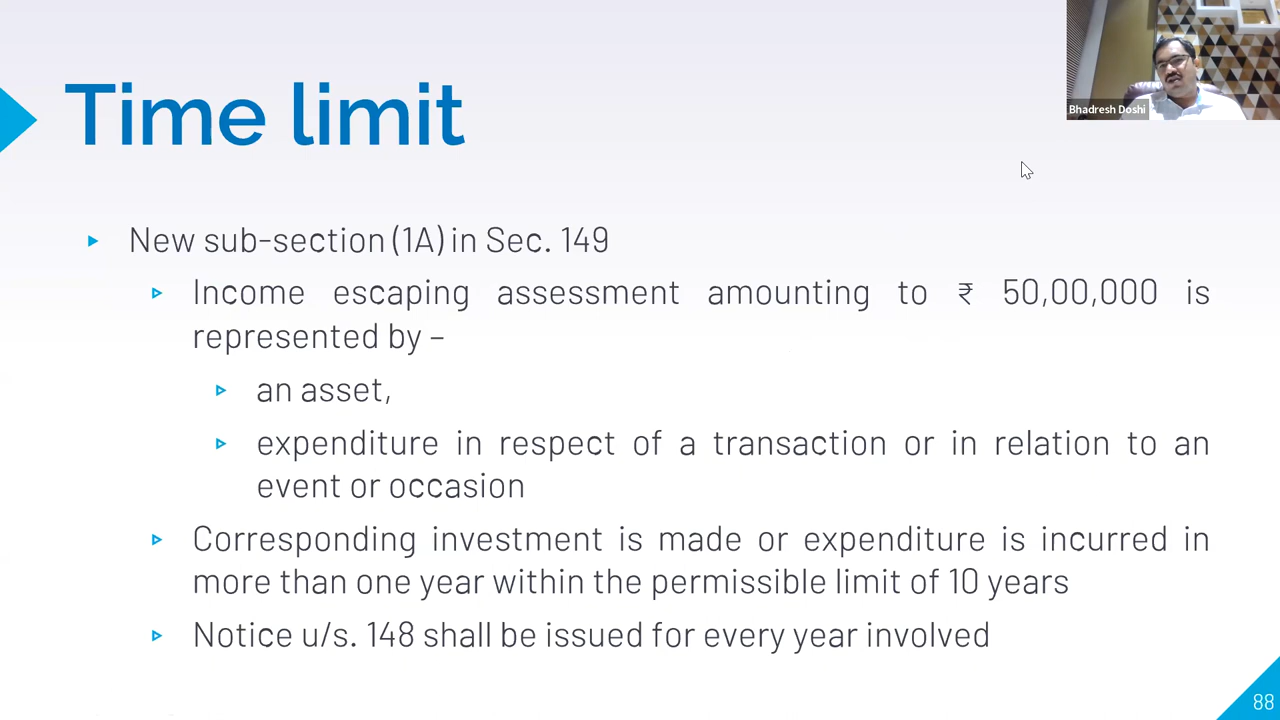 Bhadresh Doshi
Time limit
New sub-section (1A) in Sec. 149
Income escaping assessment amounting to ₹ 50,00,000 is
represented by –
an asset,
expenditure in respect of a transaction or in relation to an
event or occasion
Corresponding investment is made or expenditure is incurred in
more than one year within the permissible limit of 10 years
Notice u/s. 148 shall be issued for every year involved
88